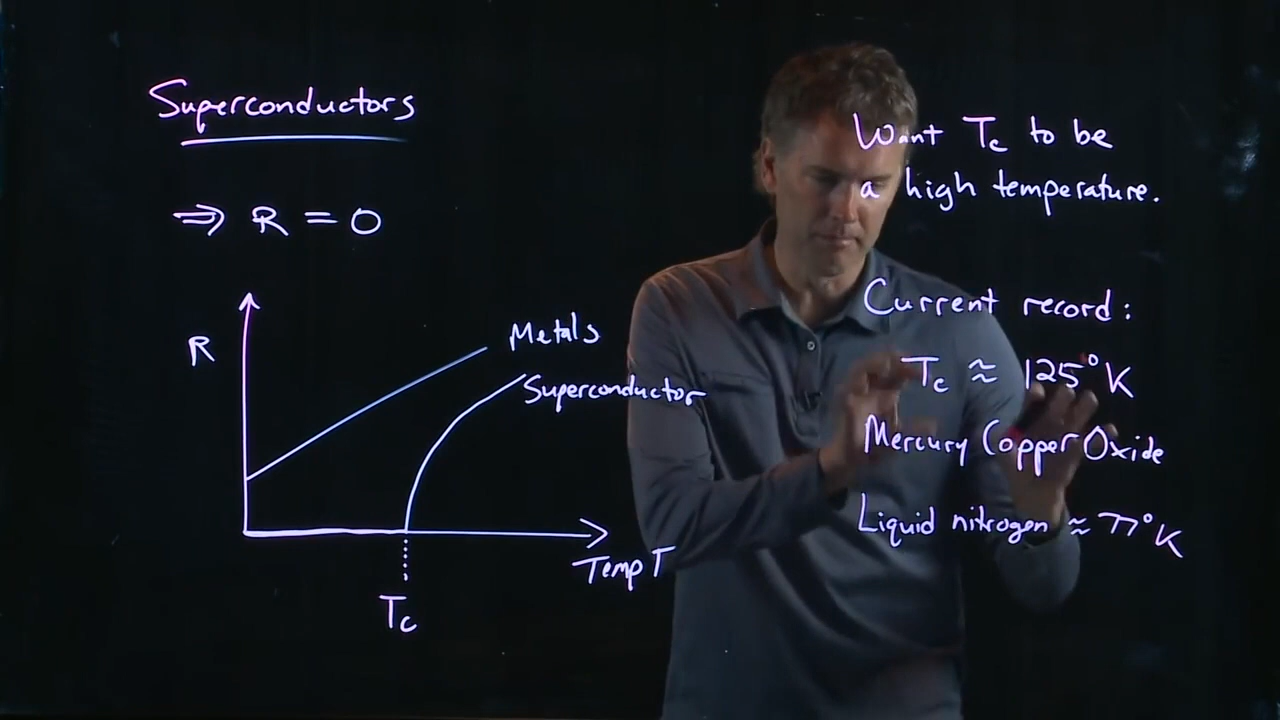 Superconductors
⇒ R = 0
R
Metals
Superconductor
Temp T
Tc
Want Tc to be
a high temperature.
Current record:
Tc ≈ 125°K
Mercury Copper Oxide
Liquid nitrogen ≈ 77°K